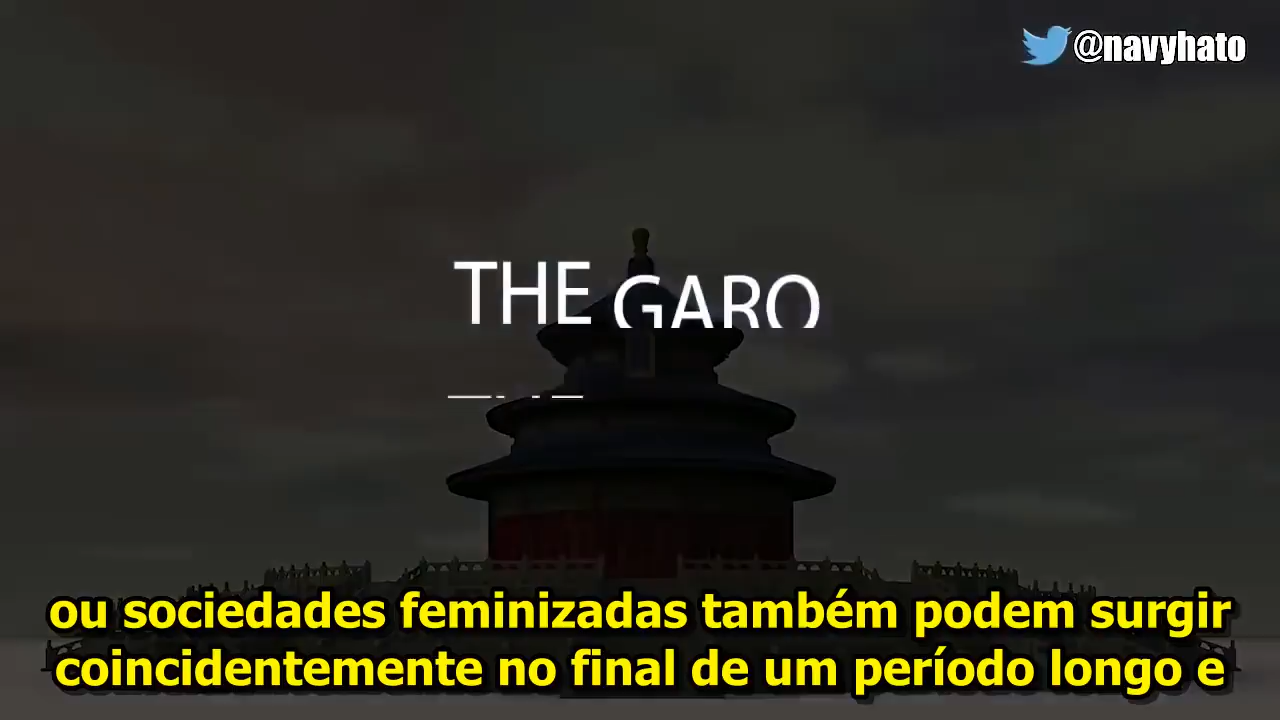 @navyhato
THE GARO
ou sociedades feminizadas também podem surgir
coincidentemente no final de um período longo e